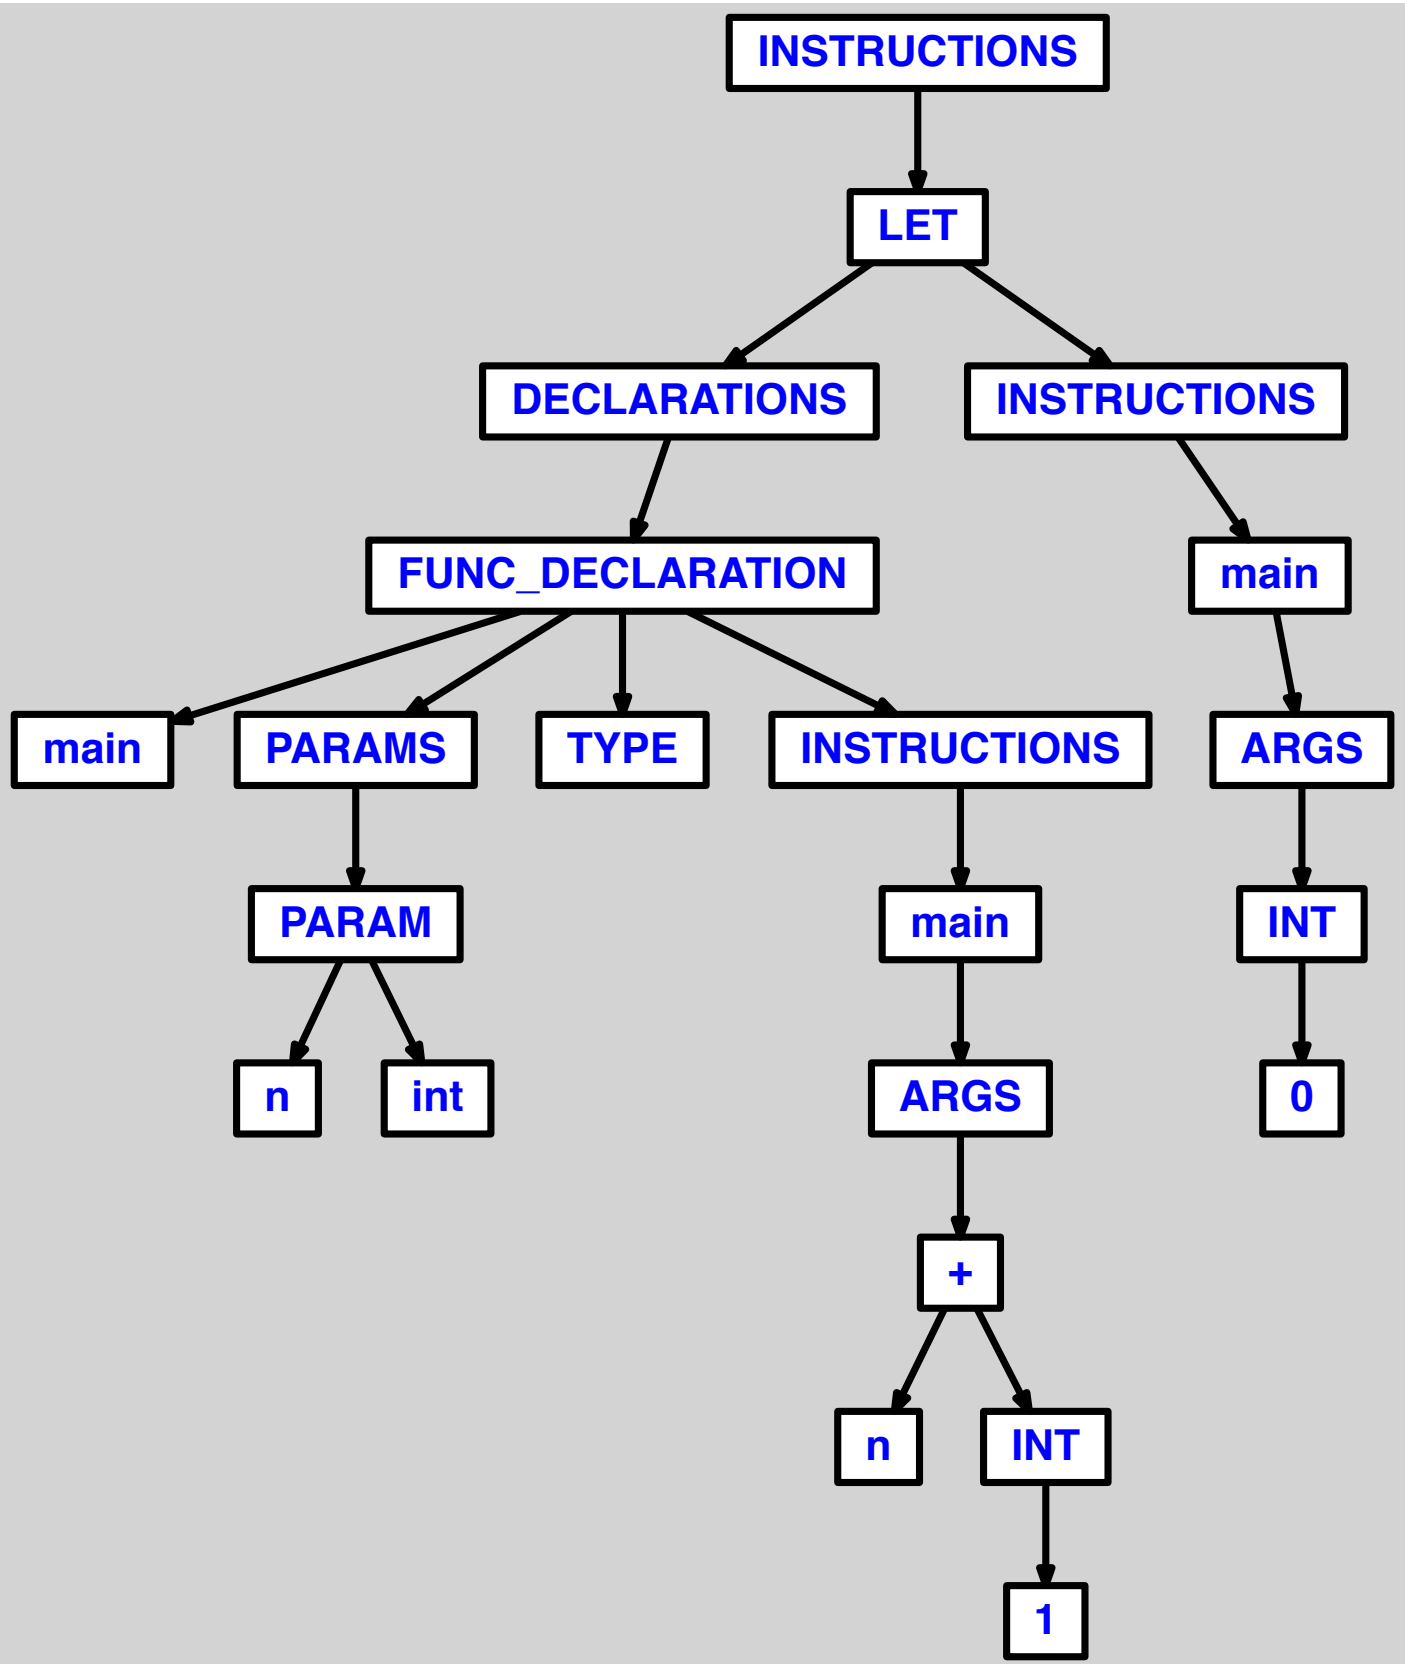 INSTRUCTIONS
LET
DECLARATIONS
INSTRUCTIONS
FUNC_DECLARATION
main
main
PARAMS
TYPE
INSTRUCTIONS
ARGS
PARAM
main
INT
n
int
ARGS
0
+
n
INT
1